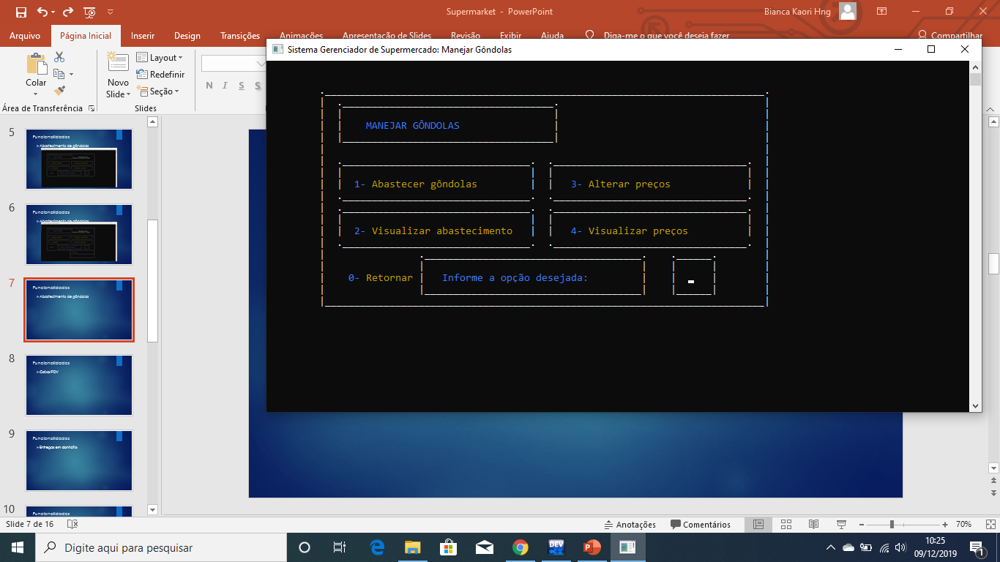 Supermarket - PowerPoint
Bianca Kaori Hng
Arquivo Página Inicial Inserir Design Transições Animações Apresentação de Slides Revisão Exibir Ajuda Diga-me o que você deseja fazer Compartilhar
Colar
Novo
Slide
Layout
Redefinir
Seção
N I S S
Área de Transferência
Slides
Sistema Gerenciador de Supermercado: Manejar Gôndolas
MANEJAR GÔNDOLAS
1- Abastecer gôndolas
3- Alterar preços
2- Visualizar abastecimento
4- Visualizar preços
0- Retornar
Informe a opção desejada:
5
Funcionalidades
Abastecimento de gôndolas
6
Funcionalidades
Abastecimento de gôndolas
7
Funcionalidades
Abastecimento de gôndolas
8
Funcionalidades
Caixa/PDV
9
Funcionalidades
Entregas em domicílio
10
Funcionalidades
Slide 7 de 16
Anotações
Comentários
70%
Digite aqui para pesquisar
DEV
10:25
09/12/2019
1